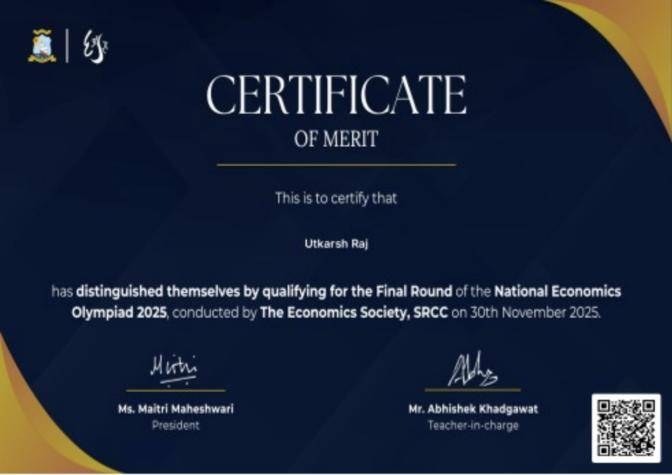 CERTIFICATE
OF MERIT
This is to certify that
Utkarsh Raj
has distinguished themselves by qualifying for the Final Round of the National Economics
Olympiad 2025, conducted by The Economics Society, SRCC on 30th November 2025.
Ms. Maitri Maheshwari
President
Mr. Abhishek Khadgawat
Teacher-in-charge